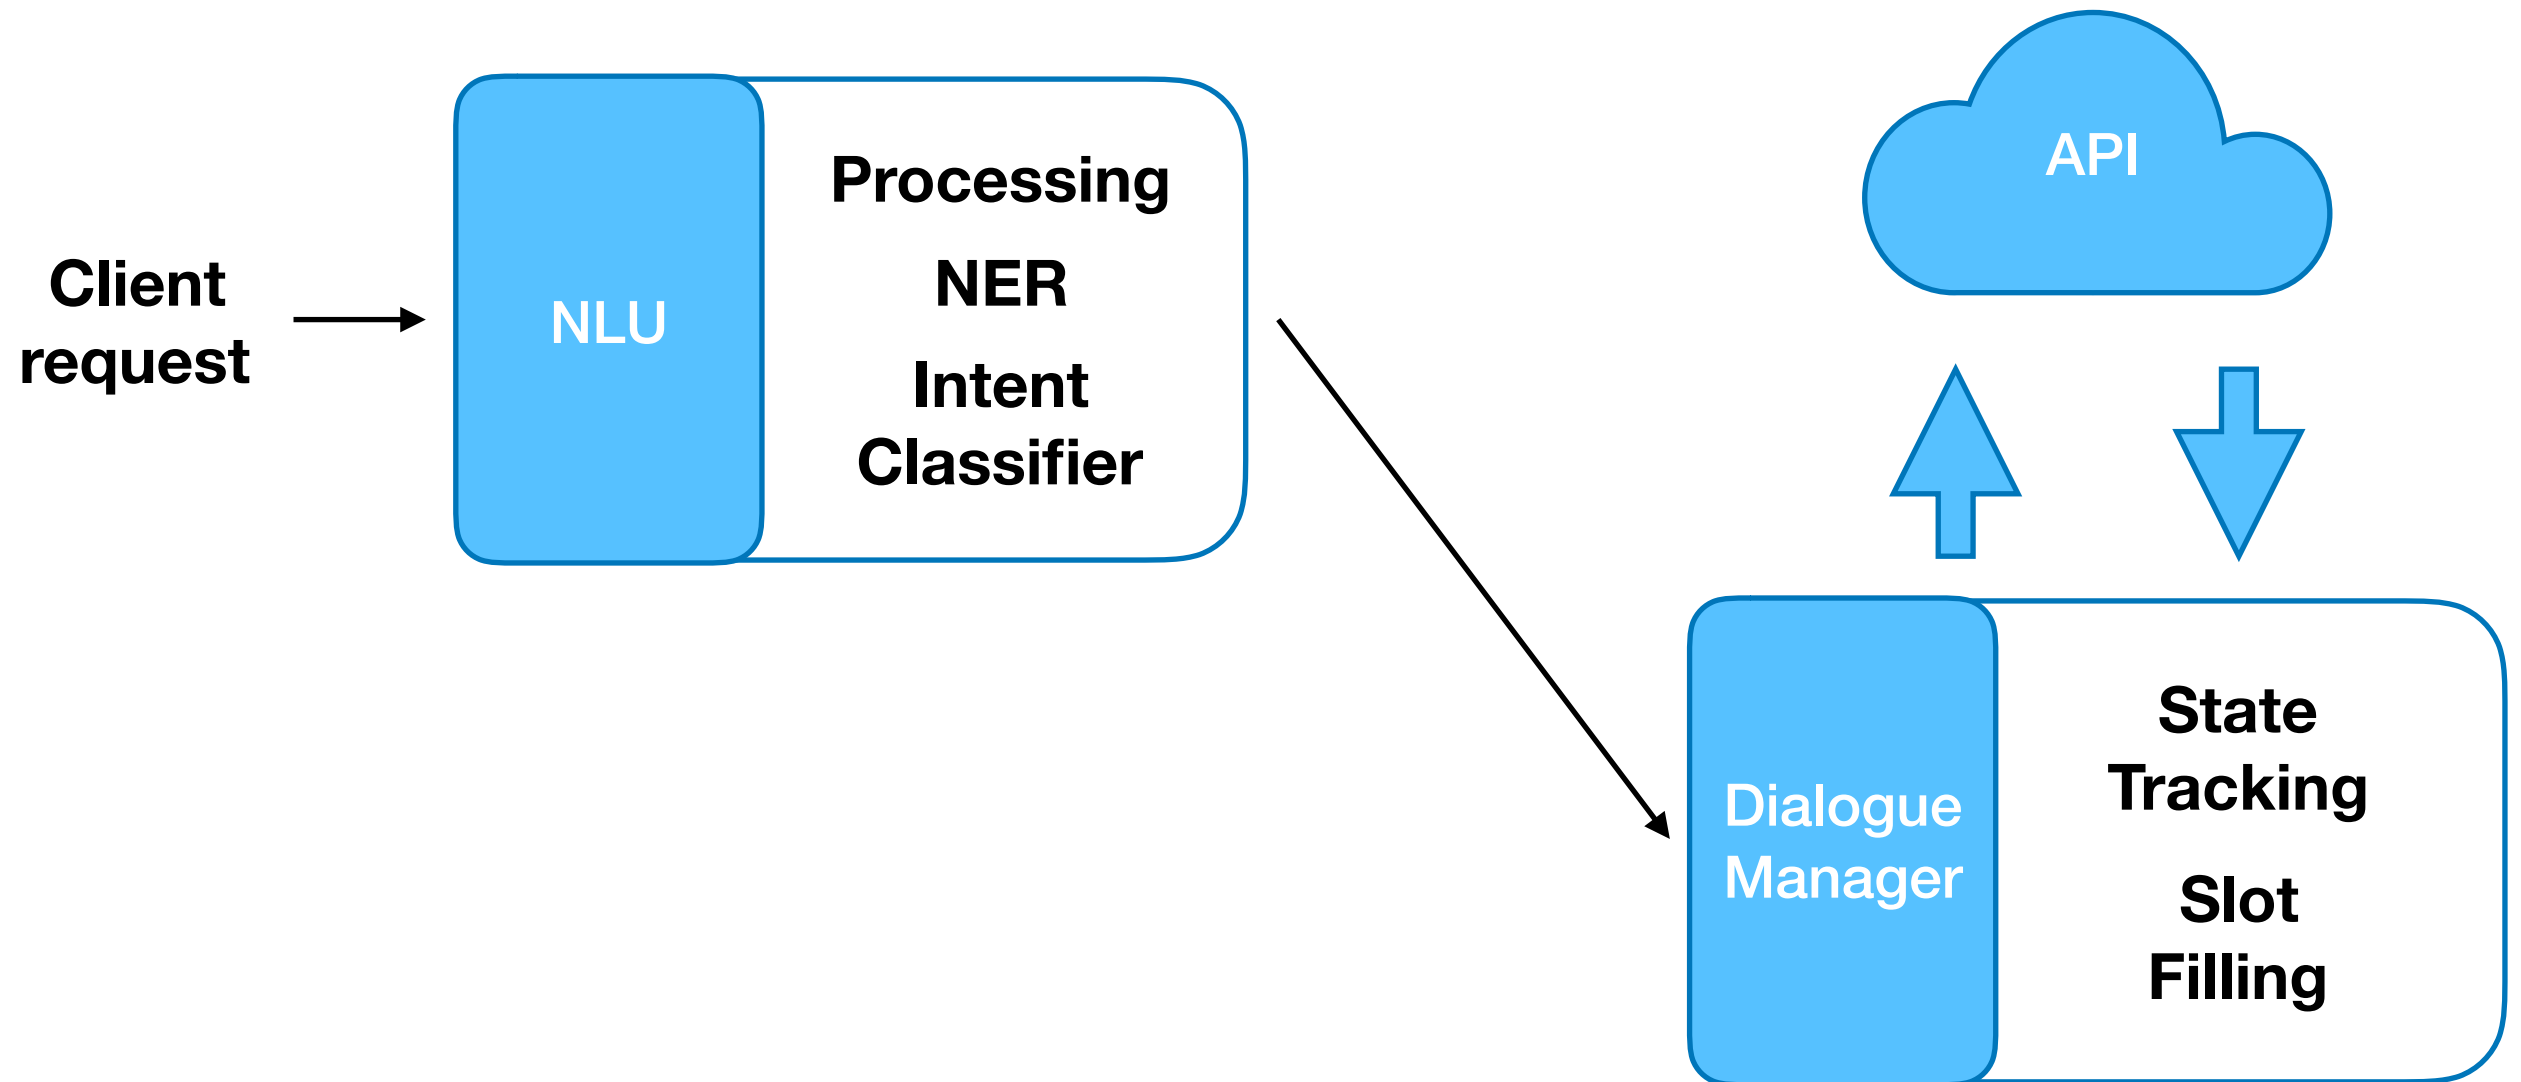 Client
request
NLU
Processing
NER
Intent
Classifier
API
Dialogue
Manager
State
Tracking
Slot
Filling